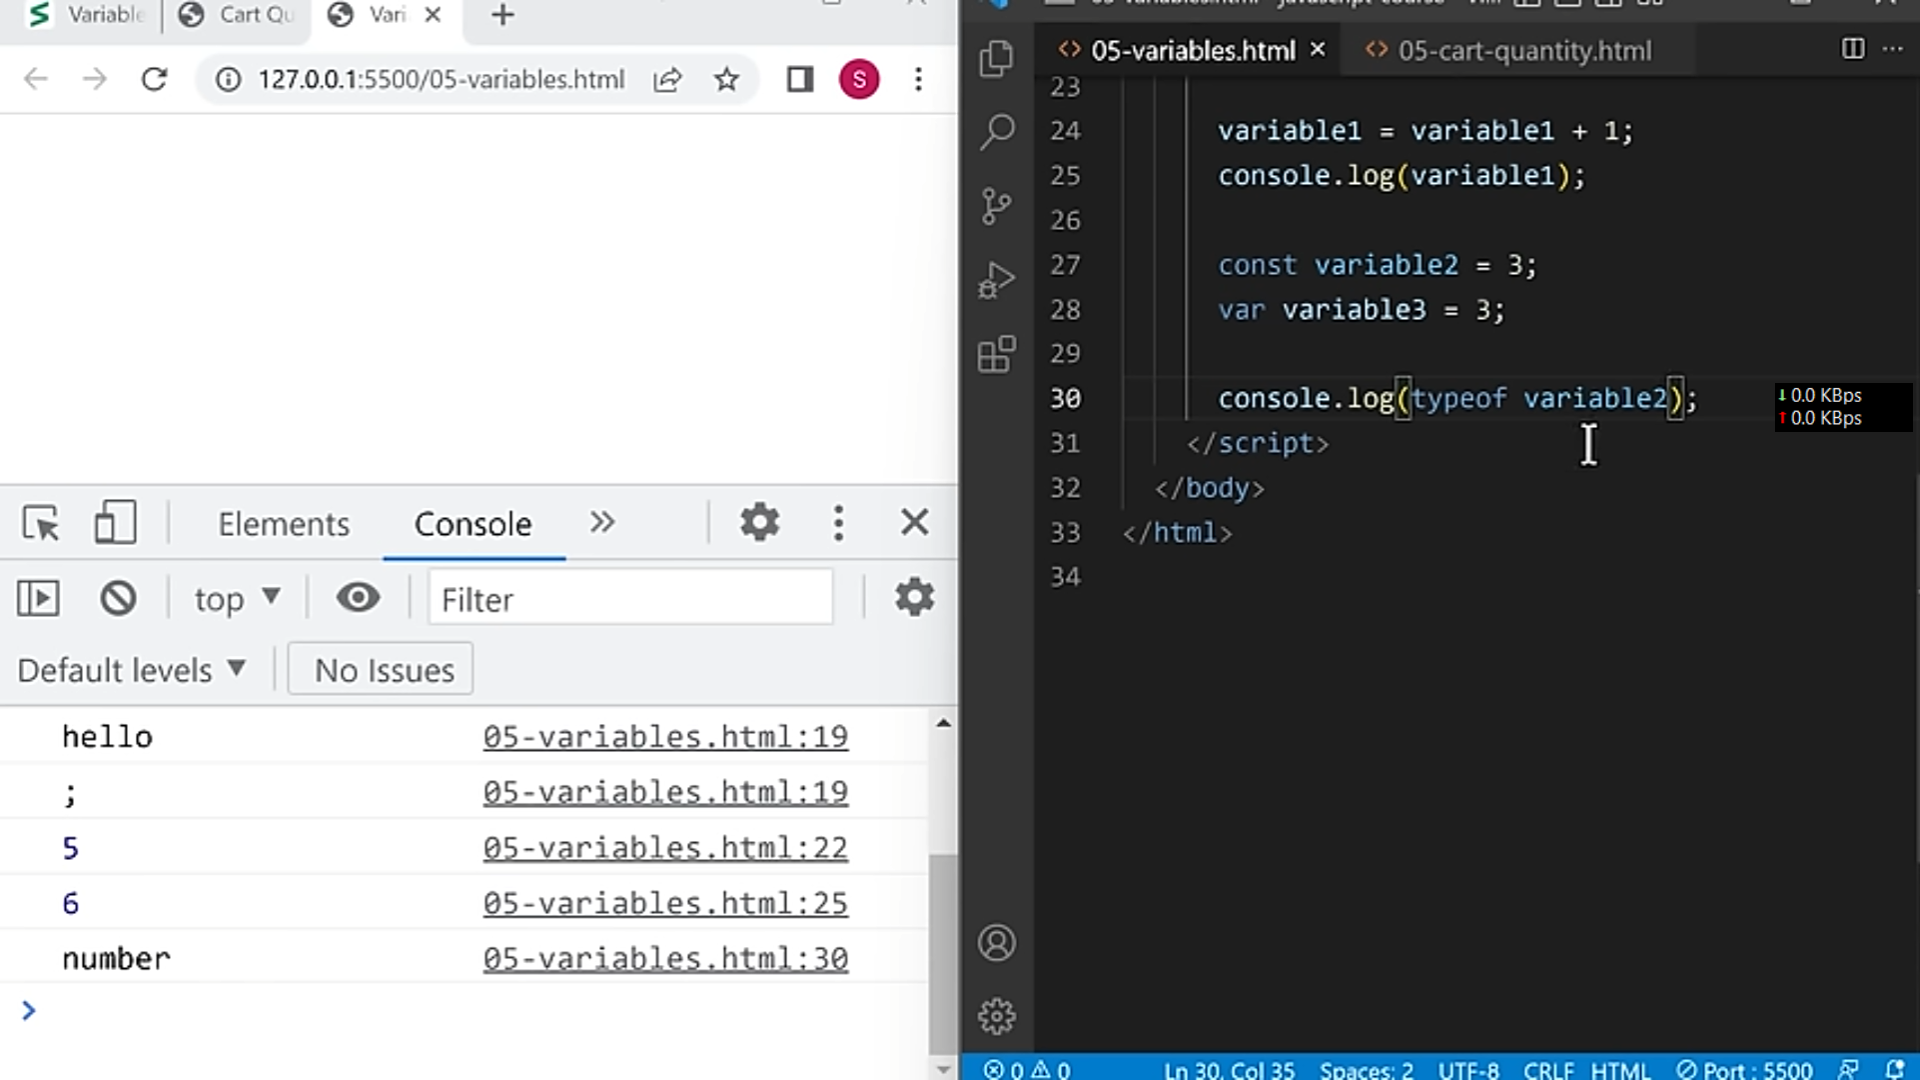 Variable
Cart Qu
Vari
127.0.0.1:5500/05-variables.html
S
Elements
Console
top
Filter
Default levels
No Issues
hello 05-variables.html:19
; 05-variables.html:19
5 05-variables.html:22
6 05-variables.html:25
number 05-variables.html:30
>
05-variables.html
05-cart-quantity.html
23
24 variable1 = variable1 + 1;
25 console.log(variable1);
26
27 const variable2 = 3;
28 var variable3 = 3;
29
30 console.log(typeof variable2);
31 </script>
32 </body>
33 </html>
34
↓ 0.0 KBps
↑ 0.0 KBps
0 0 Ln 30, Col 35 Spaces: 2 UTF-8 CRLF HTML Port : 5500